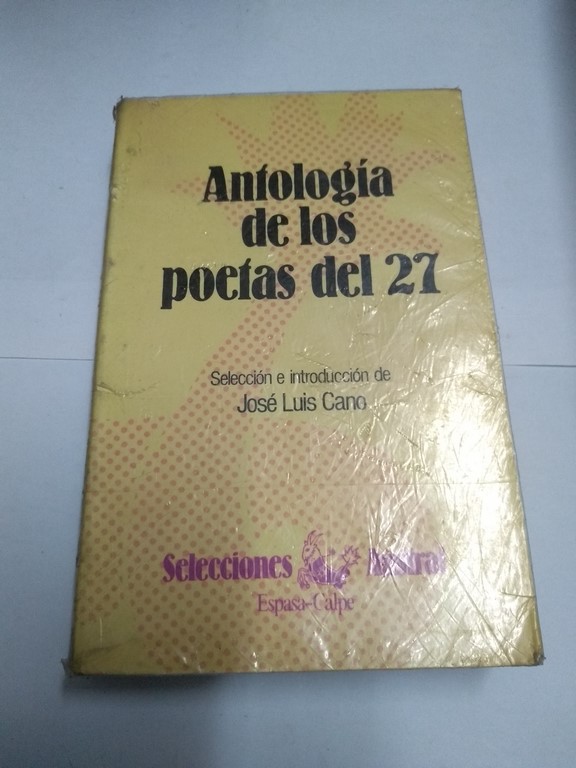 Antología
de los
poetas del 27
Selección e introducción de
José Luis Cano
Selecciones Austral
Espasa-Calpe